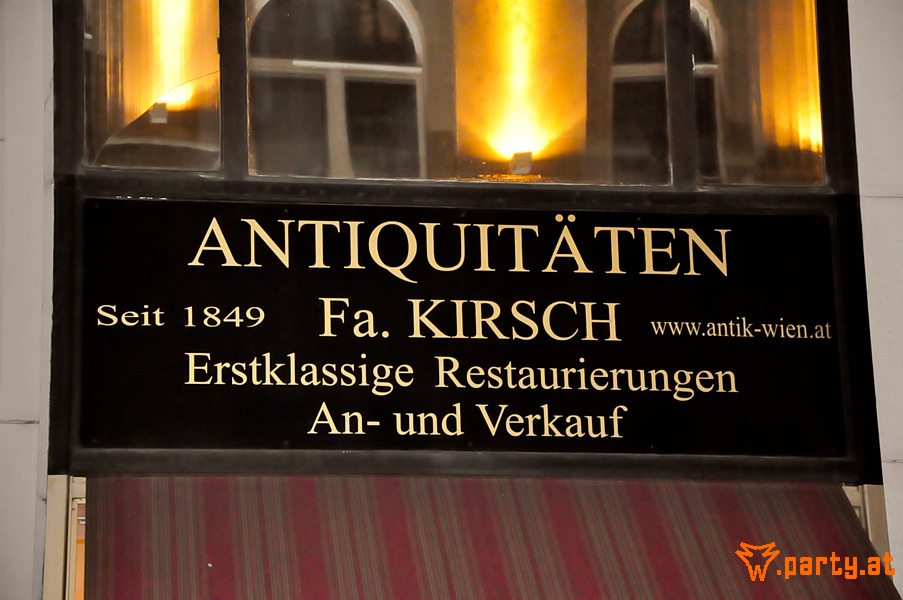 ANTIQUITÄTEN
Seit 1849 Fa. KIRSCH www.antik-wien.at
Erstklassige Restaurierungen
An- und Verkauf
W.party.at